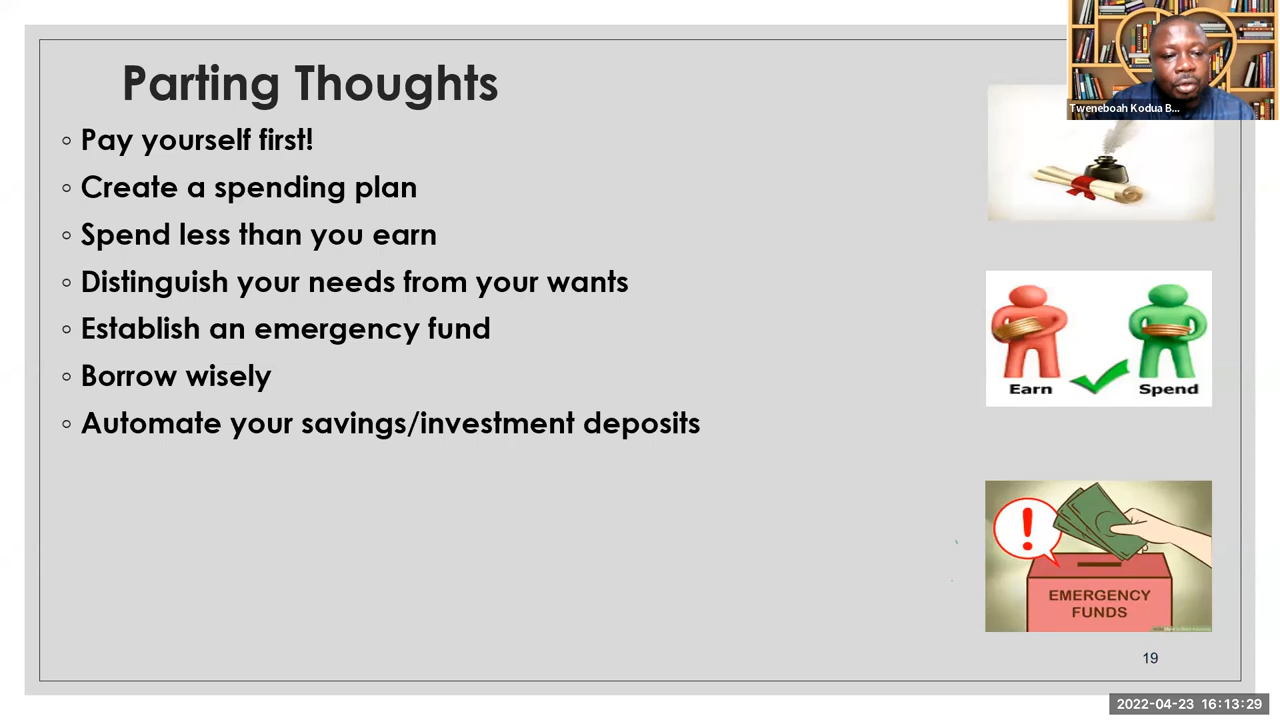 Parting Thoughts
Pay yourself first!
Create a spending plan
Spend less than you earn
Distinguish your needs from your wants
Establish an emergency fund
Borrow wisely
Automate your savings/investment deposits
Tweneboah Kodua B...
Earn Spend
!
EMERGENCY
FUNDS
19
2022-04-23 16:13:29